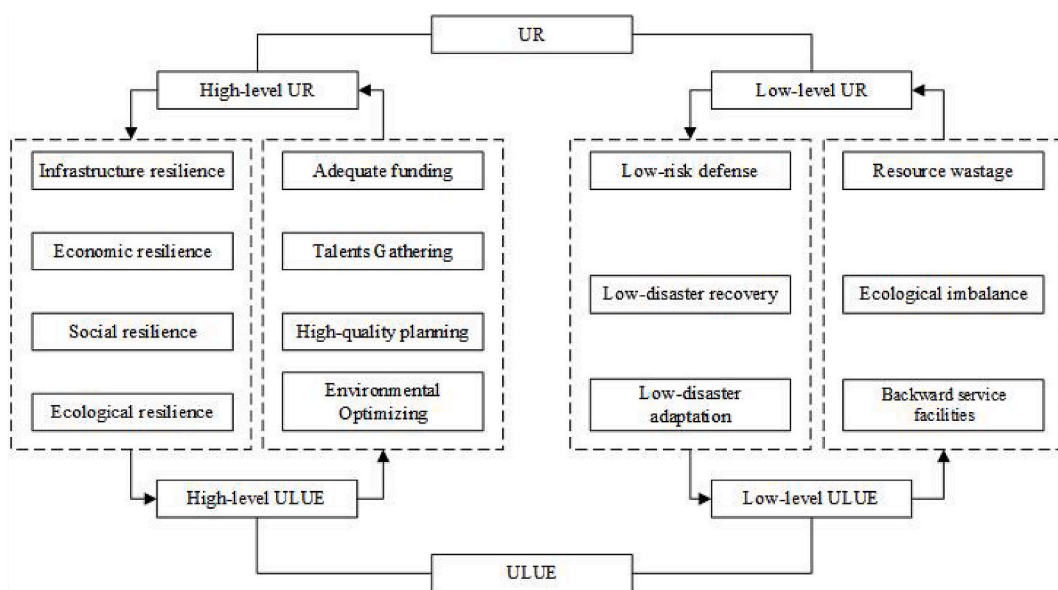 UR
High-level UR
Low-level UR
Infrastructure resilience
Adequate funding
Low-risk defense
Resource wastage
Economic resilience
Talents Gathering
Low-disaster recovery
Ecological imbalance
Social resilience
High-quality planning
Ecological resilience
Environmental
Optimizing
Low-disaster
adaptation
Backward service
facilities
High-level ULUE
Low-level ULUE
ULUE